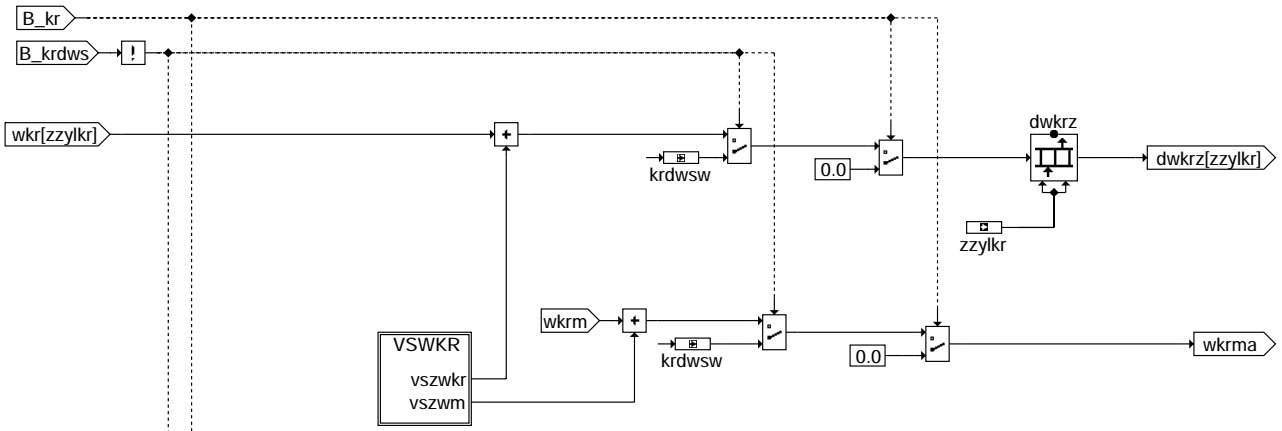 B_kr
B_krdws
!
wkr[zzylkr]
+
krdwsw
0.0
dwkrz
dwkrz[zzylkr]
zzylkr
wkrm
+
krdwsw
0.0
wkrma
VSWKR
vszwkr
vszwm